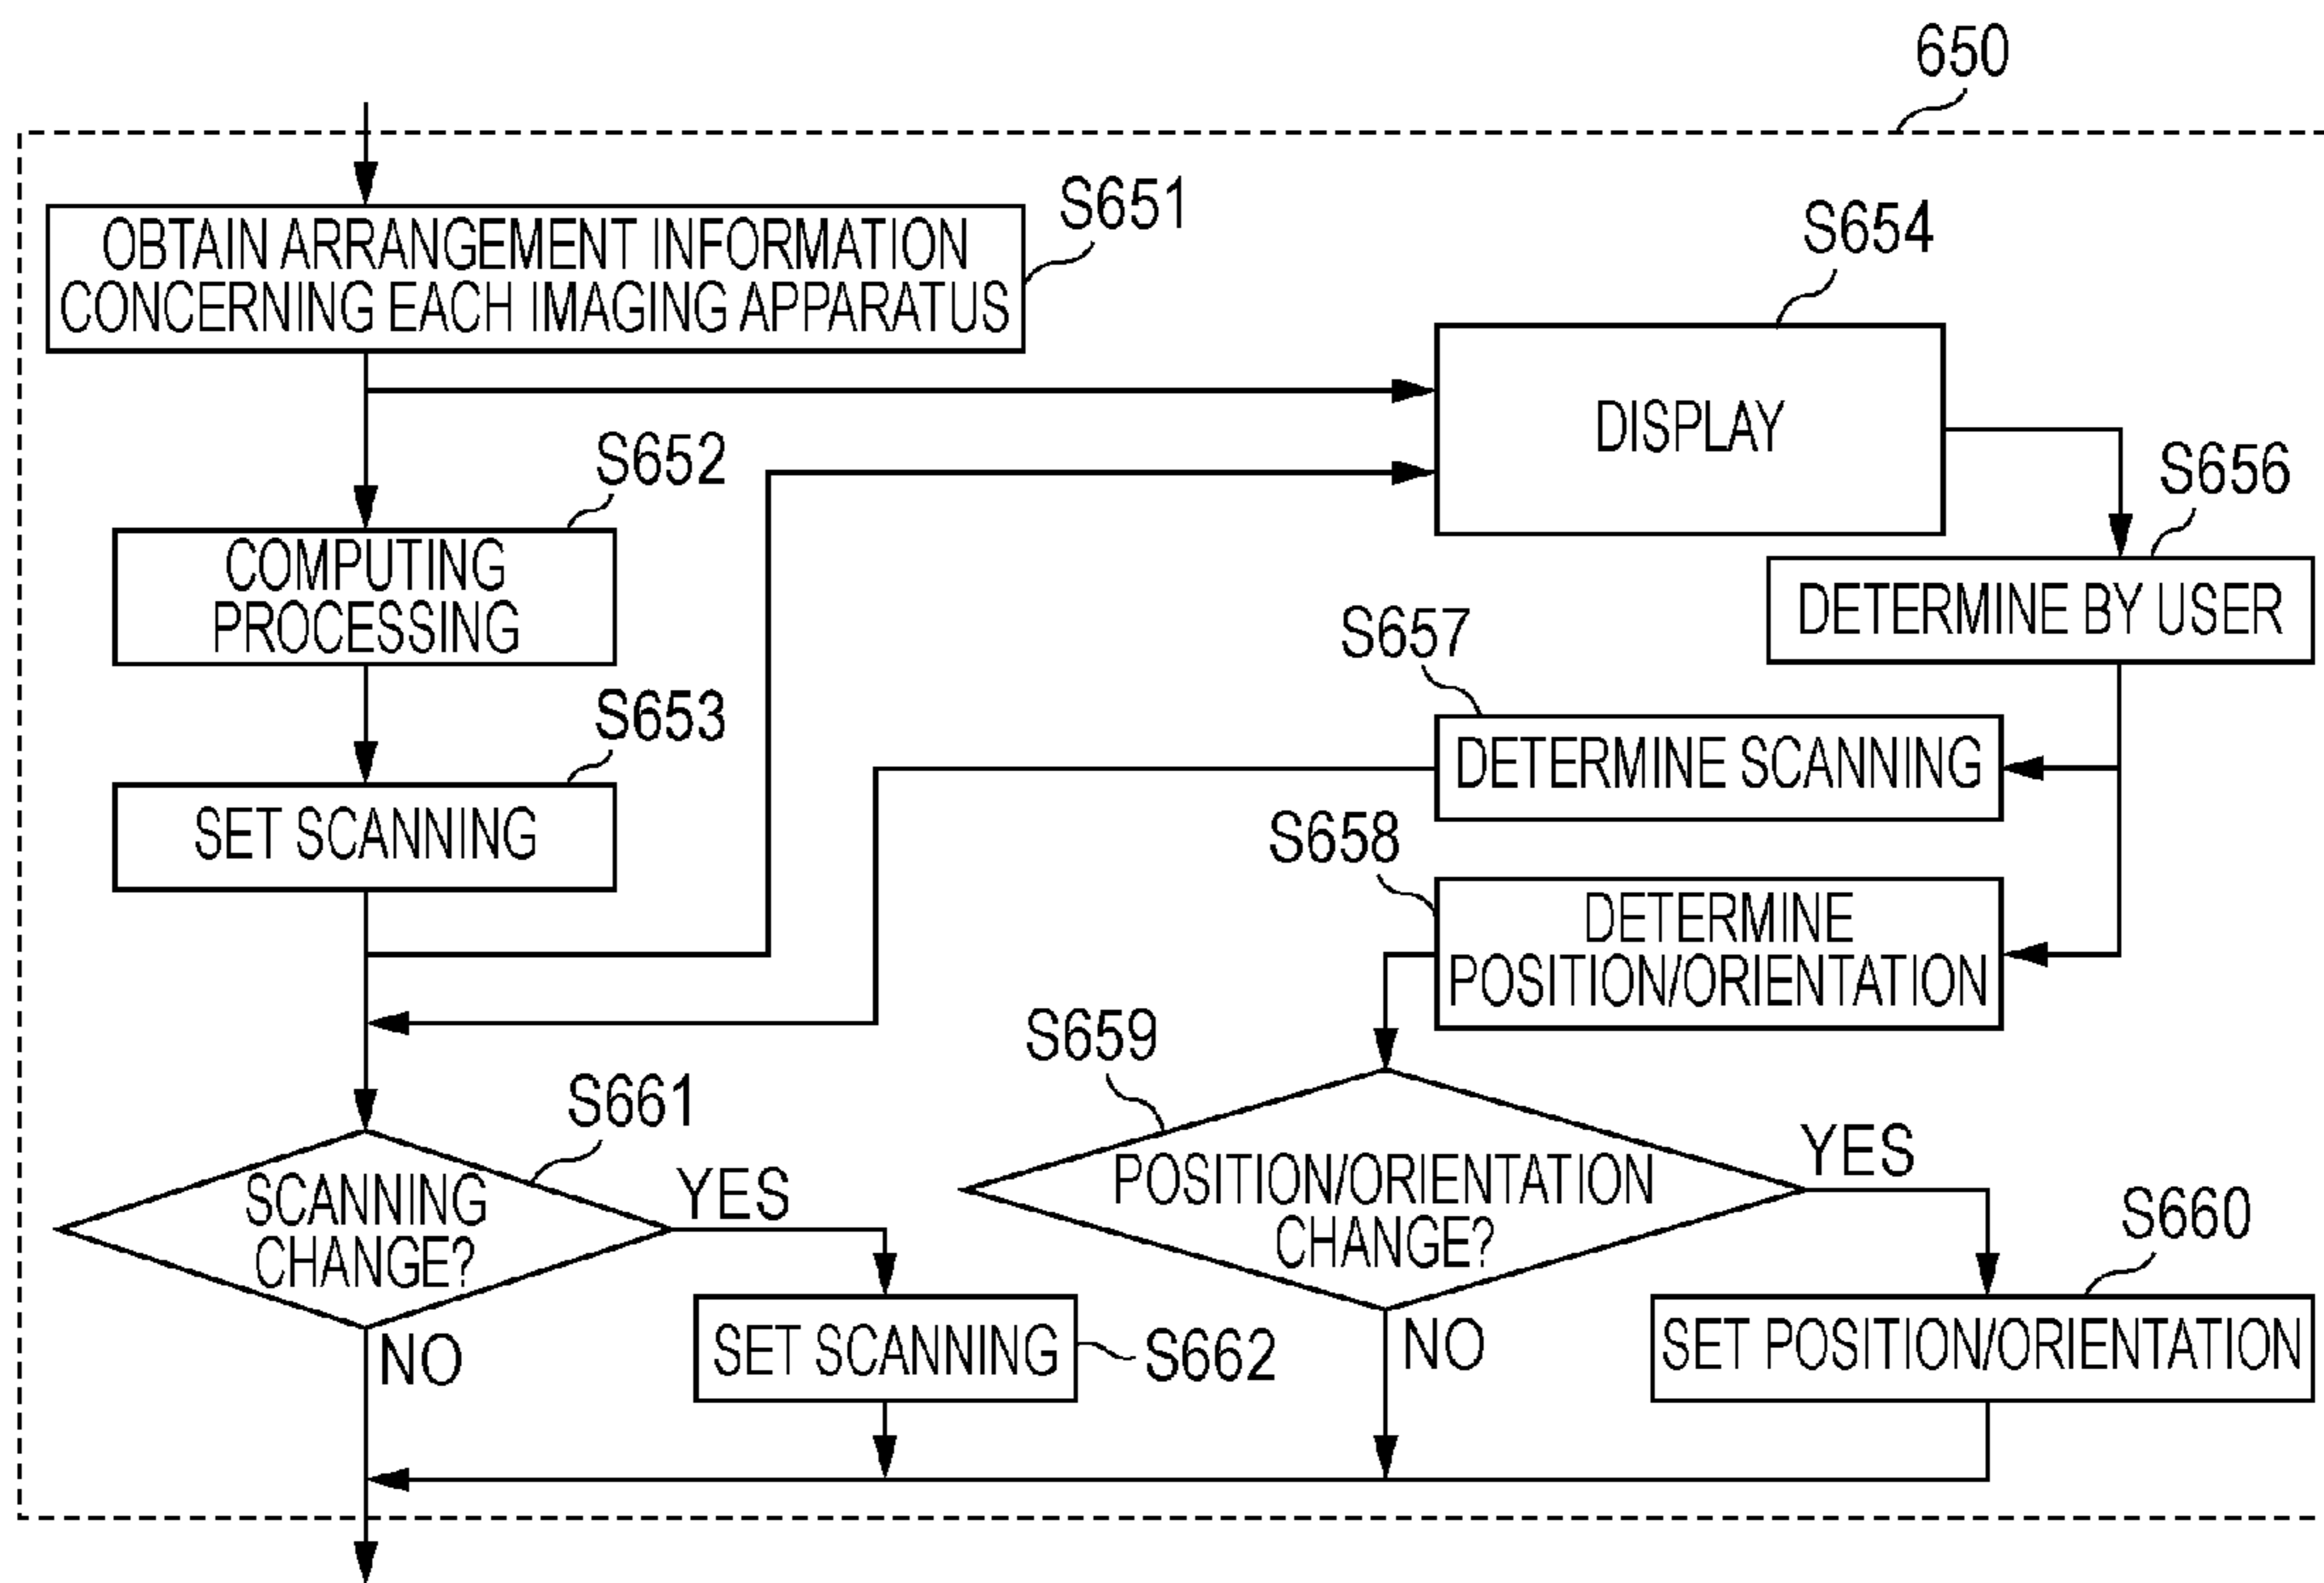 650
S651
OBTAIN ARRANGEMENT INFORMATION
CONCERNING EACH IMAGING APPARATUS
S654
DISPLAY
S652
COMPUTING
PROCESSING
S656
DETERMINE BY USER
S657
DETERMINE SCANNING
S653
SET SCANNING
S658
DETERMINE
POSITION/ORIENTATION
S659
POSITION/ORIENTATION
CHANGE?
YES
NO
S661
SCANNING
CHANGE?
YES
NO
S660
SET POSITION/ORIENTATION
SET SCANNING
S662